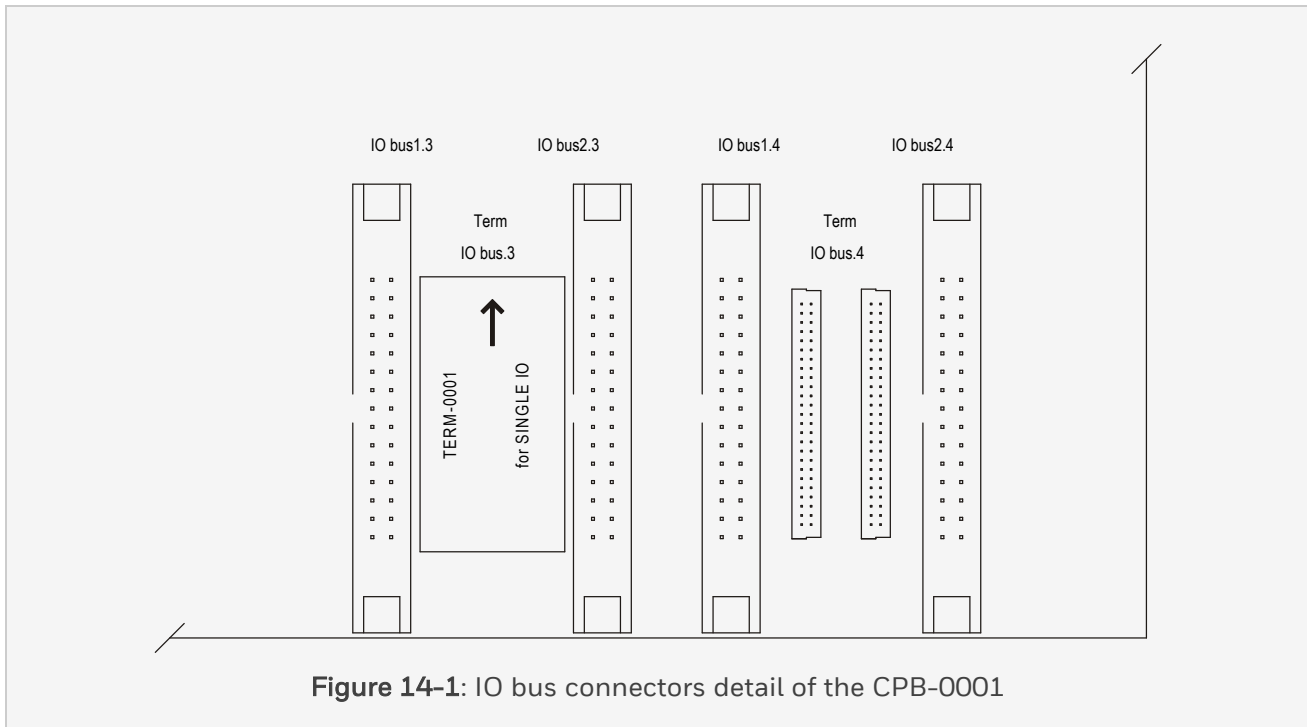 IO bus1.3
IO bus2.3
IO bus1.4
IO bus2.4
Term
IO bus.3
Term
IO bus.4
TERM-0001
for SINGLE IO
Figure 14-1: IO bus connectors detail of the CPB-0001